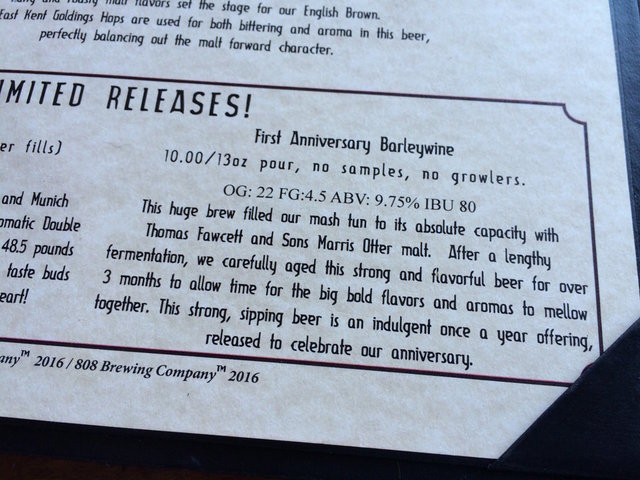 and roasty malt flavors set the stage for our English Brown.
East Kent Goldings Hops are used for both bittering and aroma in this beer,
perfectly balancing out the malt forward character.
IMITED RELEASES!
er fills)
and Munich
omatic Double
48.5 pounds
taste buds
eart!
First Anniversary Barleywine
10.00/13oz pour, no samples, no growlers.
OG: 22 FG:4.5 ABV: 9.75% IBU 80
This huge brew filled our mash tun to its absolute capacity with
Thomas Fawcett and Sons Marris Otter malt. After a lengthy
fermentation, we carefully aged this strong and flavorful beer for over
3 months to allow time for the big bold flavors and aromas to mellow
together. This strong, sipping beer is an indulgent once a year offering,
released to celebrate our anniversary.
any™ 2016 / 808 Brewing Company™ 2016